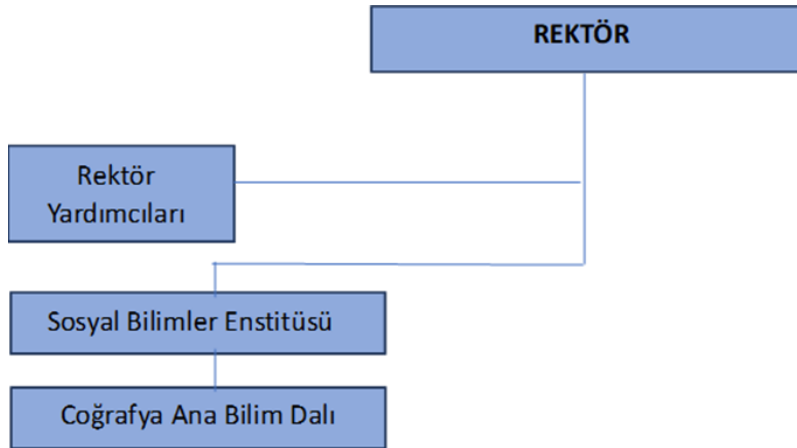 REKTÖR
Rektör
Yardımcıları
Sosyal Bilimler Enstitüsü
Coğrafya Ana Bilim Dalı